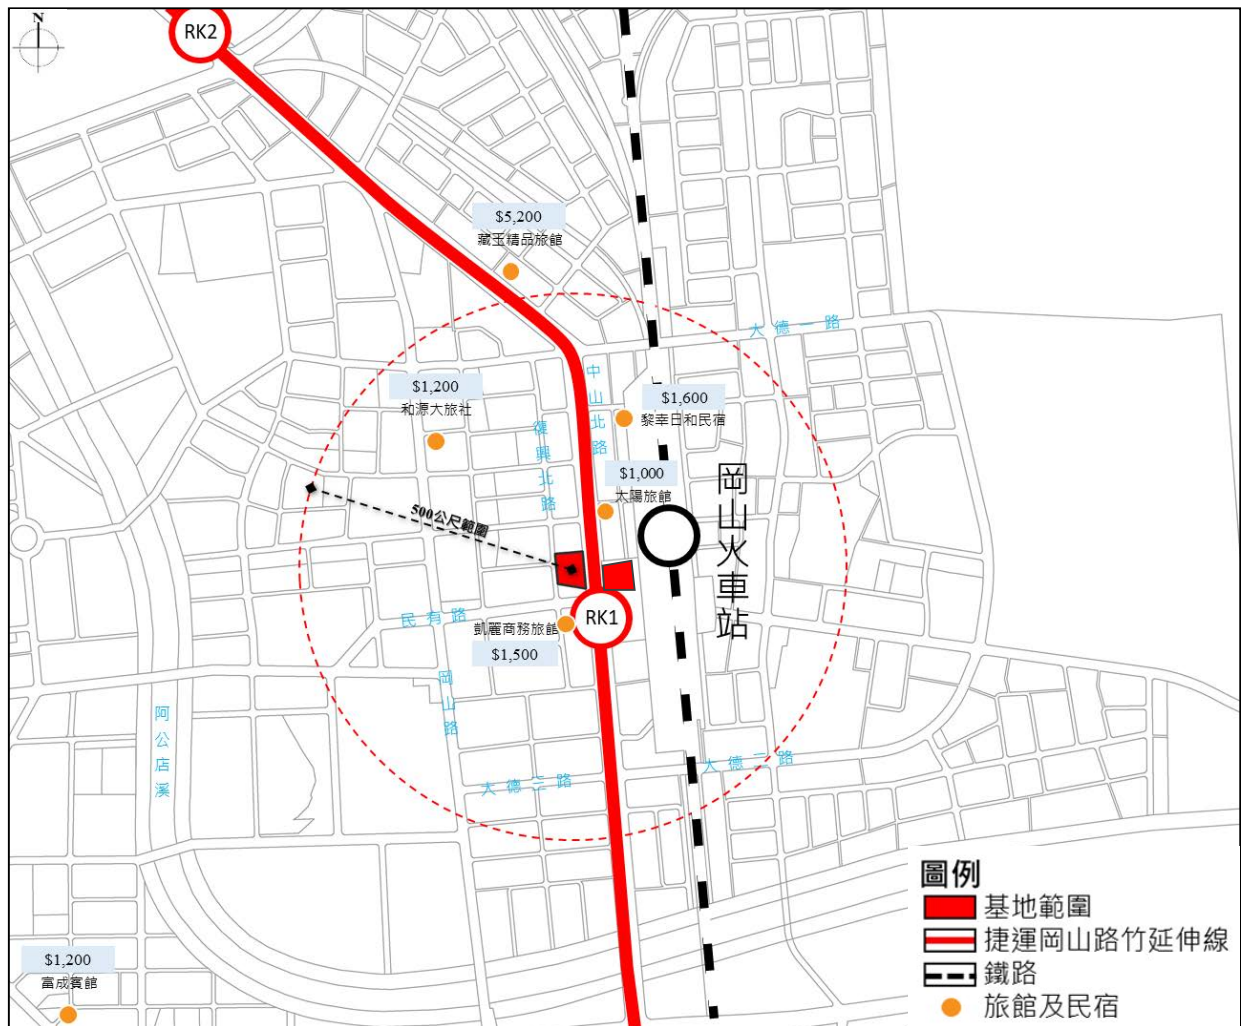 N
RK2
$5,200
藏玉精品旅館
大德一路
中山北路
$1,200
和源大旅社
$1,600
黎幸日和民宿
復興北路
$1,000
太陽旅館
岡山火車站
500公尺範圍
民有路
凱麗商務旅館
RK1
$1,500
岡山路
阿公店溪
大德二路
大德三路
$1,200
富成賓館
圖例
基地範圍
捷運岡山路竹延伸線
鐵路
旅館及民宿